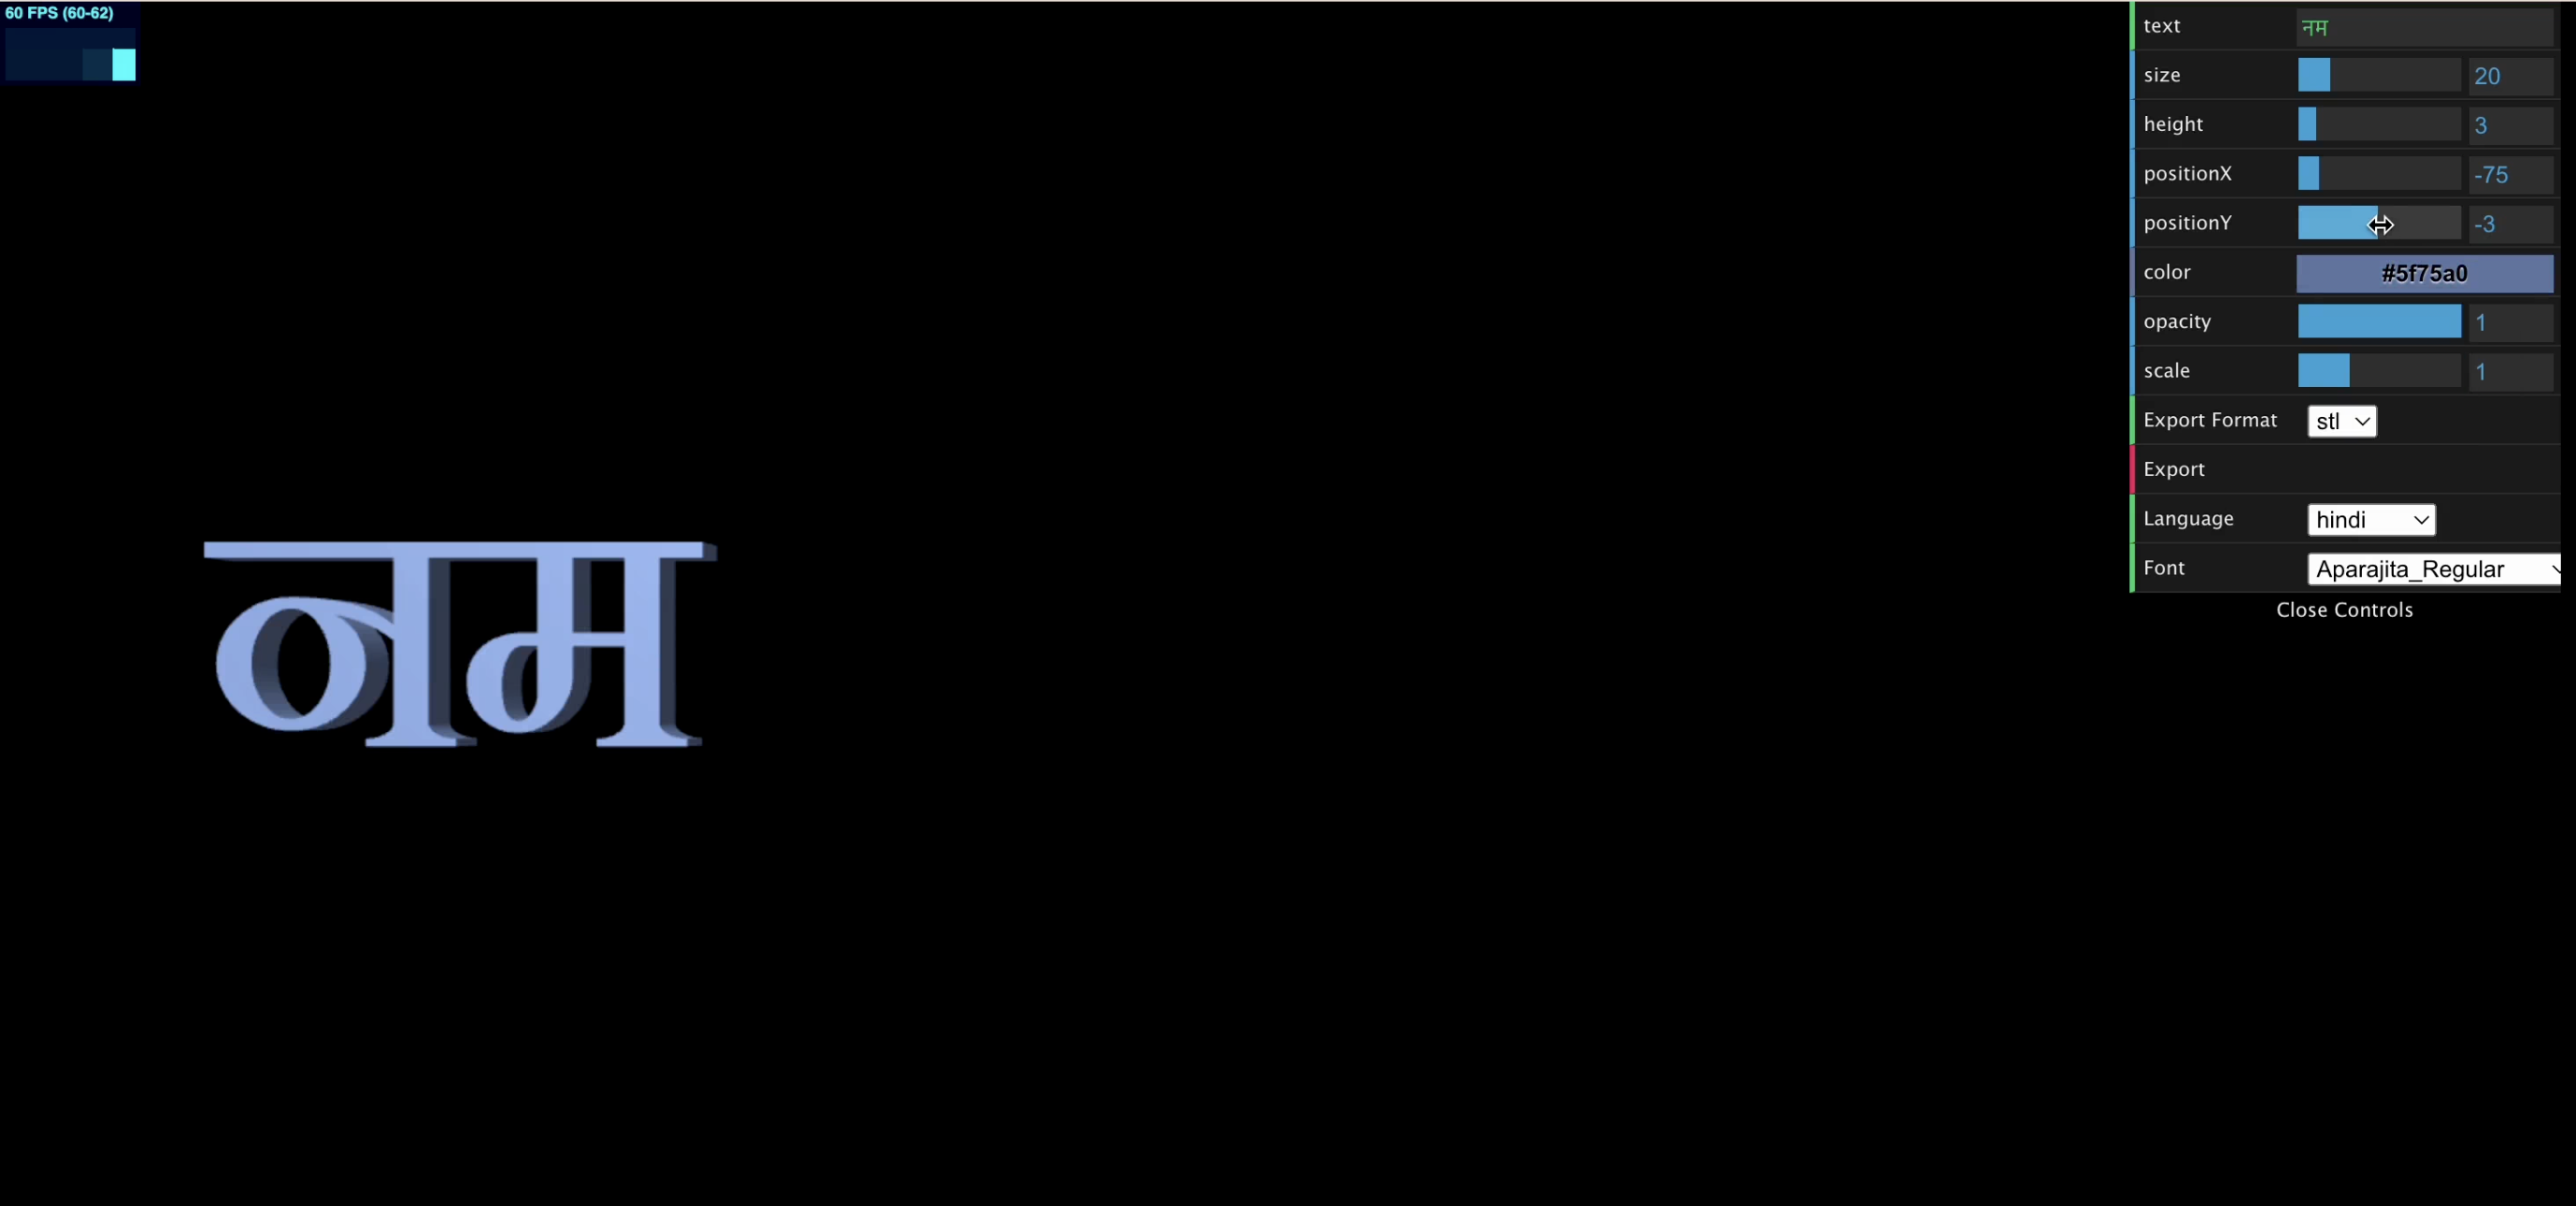 60 FPS (60-62)
text नम
size 20
height 3
positionX -75
positionY -3
color #5f75a0
opacity 1
scale 1
Export Format stl
Export
Language hindi
Font Aparajita_Regular
Close Controls
नम